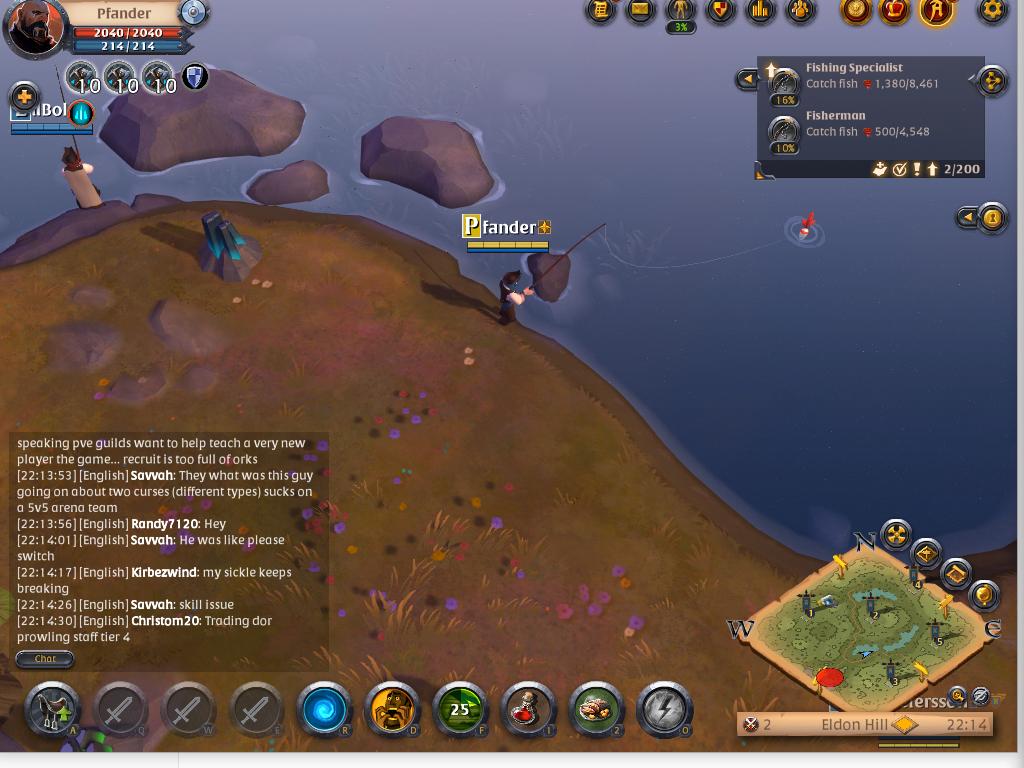 Pfander
2040/2040
214/214
3%
10
10
10
Fishing Specialist
Catch fish 1,380/8,461
16%
Fisherman
Catch fish 500/4,548
10%
2/200
Pfander
speaking pve guilds want to help teach a very new
player the game... recruit is too full of orks
[22:13:53] [English] Savvah: They what was this guy
going on about two curses (different types) sucks on
a 5v5 arena team
[22:13:56] [English] Randy7120: Hey
[22:14:01] [English] Savvah: He was like please
switch
[22:14:17] [English] Kirbezwind: my sickle keeps
breaking
[22:14:26] [English] Savvah: skill issue
[22:14:30] [English] Christom20: Trading dor
prowling staff tier 4
Chat
N
W
E
1
2
3
4
5
A
Q
W
E
R
D
25
F
1
2
O
2 Eldon Hill 22:14